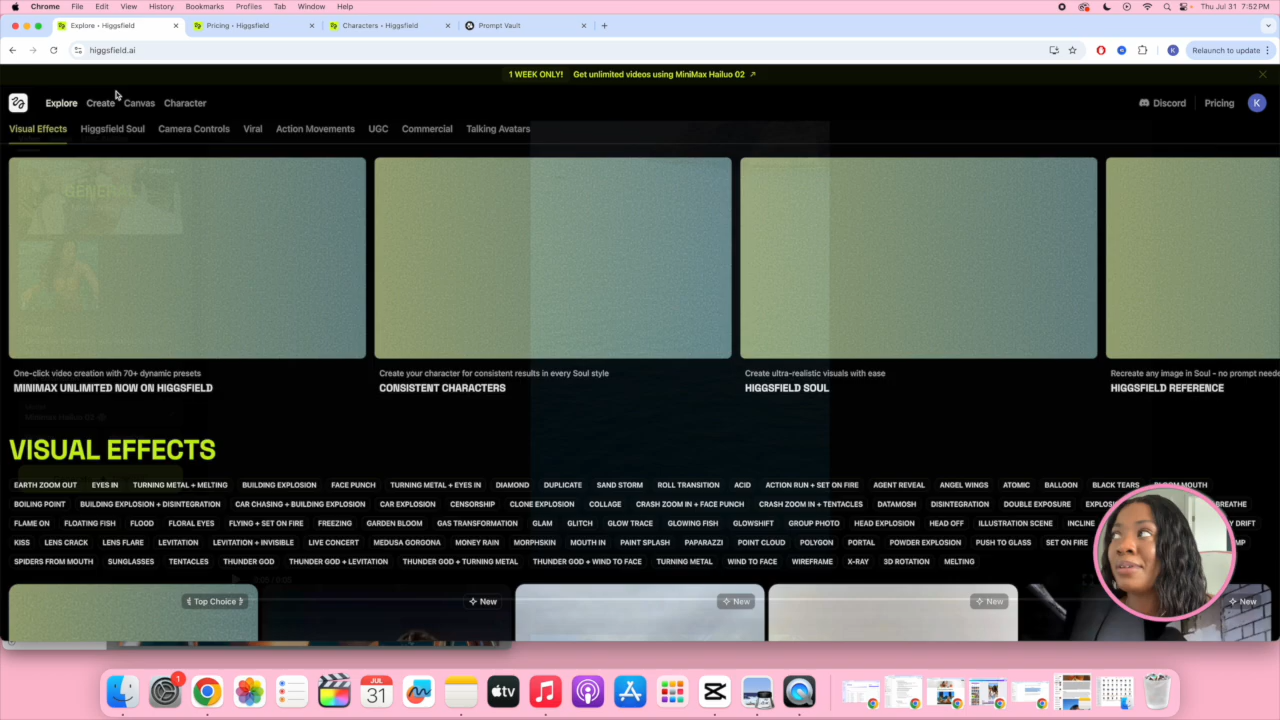 Chrome File Edit View History Bookmarks Profiles Tab Window Help Thu Jul 31 7:52 PM
Explore • Higgsfield Pricing • Higgsfield Characters • Higgsfield Prompt Vault
higgsfield.ai K Relaunch to update
1 WEEK ONLY! Get unlimited videos using MiniMax Hailuo 02
Explore Create Canvas Character Discord Pricing K
Visual Effects Higgsfield Soul Camera Controls Viral Action Movements UGC Commercial Talking Avatars
GENERAL
One-click video creation with 70+ dynamic presets
MINIMAX UNLIMITED NOW ON HIGGSFIELD
Create your character for consistent results in every Soul style
CONSISTENT CHARACTERS
Create ultra-realistic visuals with ease
HIGGSFIELD SOUL
Recreate any image in Soul - no prompt neede
HIGGSFIELD REFERENCE
Minimax Hailuo 02
VISUAL EFFECTS
EARTH ZOOM OUT EYES IN TURNING METAL + MELTING BUILDING EXPLOSION FACE PUNCH TURNING METAL + EYES IN DIAMOND DUPLICATE SAND STORM ROLL TRANSITION ACID ACTION RUN + SET ON FIRE AGENT REVEAL ANGEL WINGS ATOMIC BALLOON BLACK TEARS
BOILING POINT BUILDING EXPLOSION + DISINTEGRATION CAR CHASING + BUILDING EXPLOSION CAR EXPLOSION CENSORSHIP CLONE EXPLOSION COLLAGE CRASH ZOOM IN + FACE PUNCH CRASH ZOOM IN + TENTACLES DATAMOSH DISINTEGRATION DOUBLE EXPOSURE
FLAME ON FLOATING FISH FLOOD FLORAL EYES FLYING + SET ON FIRE FREEZING GARDEN BLOOM GAS TRANSFORMATION GLAM GLITCH GLOW TRACE GLOWING FISH GLOWSHIFT GROUP PHOTO HEAD EXPLOSION HEAD OFF ILLUSTRATION SCENE INCLINE
KISS LENS CRACK LENS FLARE LEVITATION LEVITATION + INVISIBLE LIVE CONCERT MEDUSA GORGONA MONEY RAIN MORPHSKIN MOUTH IN PAINT SPLASH PAPARAZZI POINT CLOUD POLYGON PORTAL POWDER EXPLOSION PUSH TO GLASS SET ON FIRE
SPIDERS FROM MOUTH SUNGLASSES TENTACLES THUNDER GOD THUNDER GOD + LEVITATION THUNDER GOD + TURNING METAL THUNDER GOD + WIND TO FACE TURNING METAL WIND TO FACE WIREFRAME X-RAY 3D ROTATION MELTING
0:05 / 0:05
Top Choice New New New New
1 JUL 31 tv